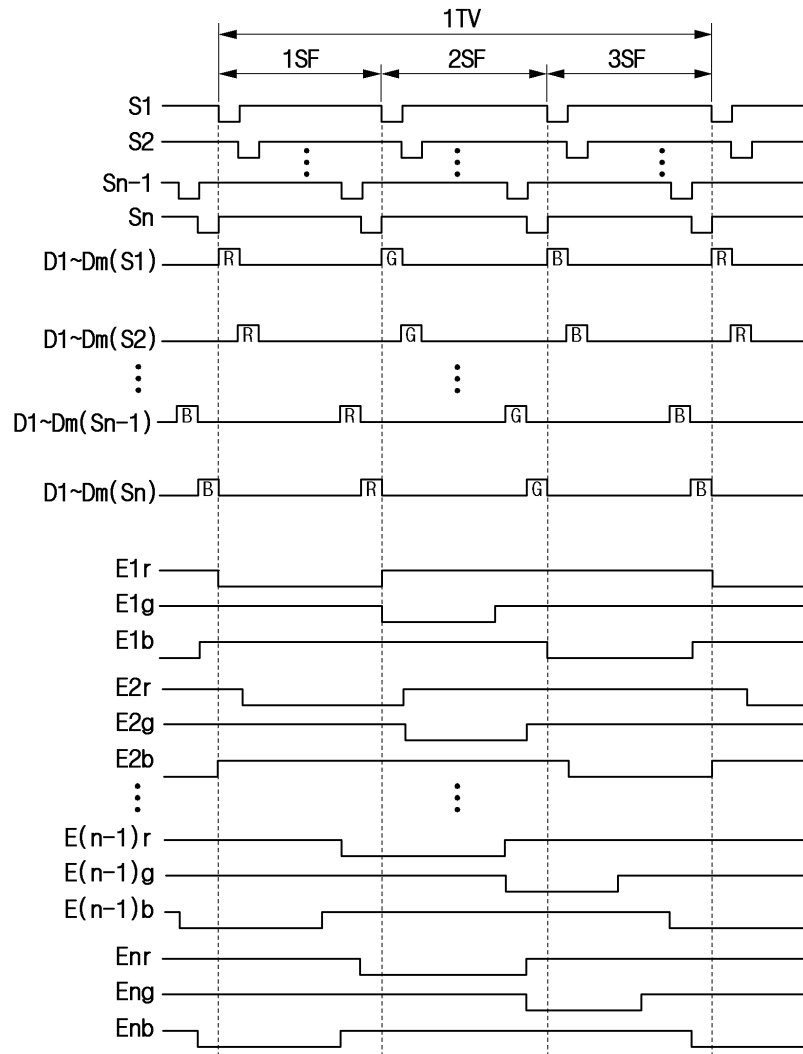 1TV
1SF 2SF 3SF
S1
S2
Sn-1
Sn
D1~Dm(S1) R G B R
D1~Dm(S2) R G B R
D1~Dm(Sn-1) B R G B
D1~Dm(Sn) B R G B
E1r
E1g
E1b
E2r
E2g
E2b
E(n-1)r
E(n-1)g
E(n-1)b
Enr
Eng
Enb